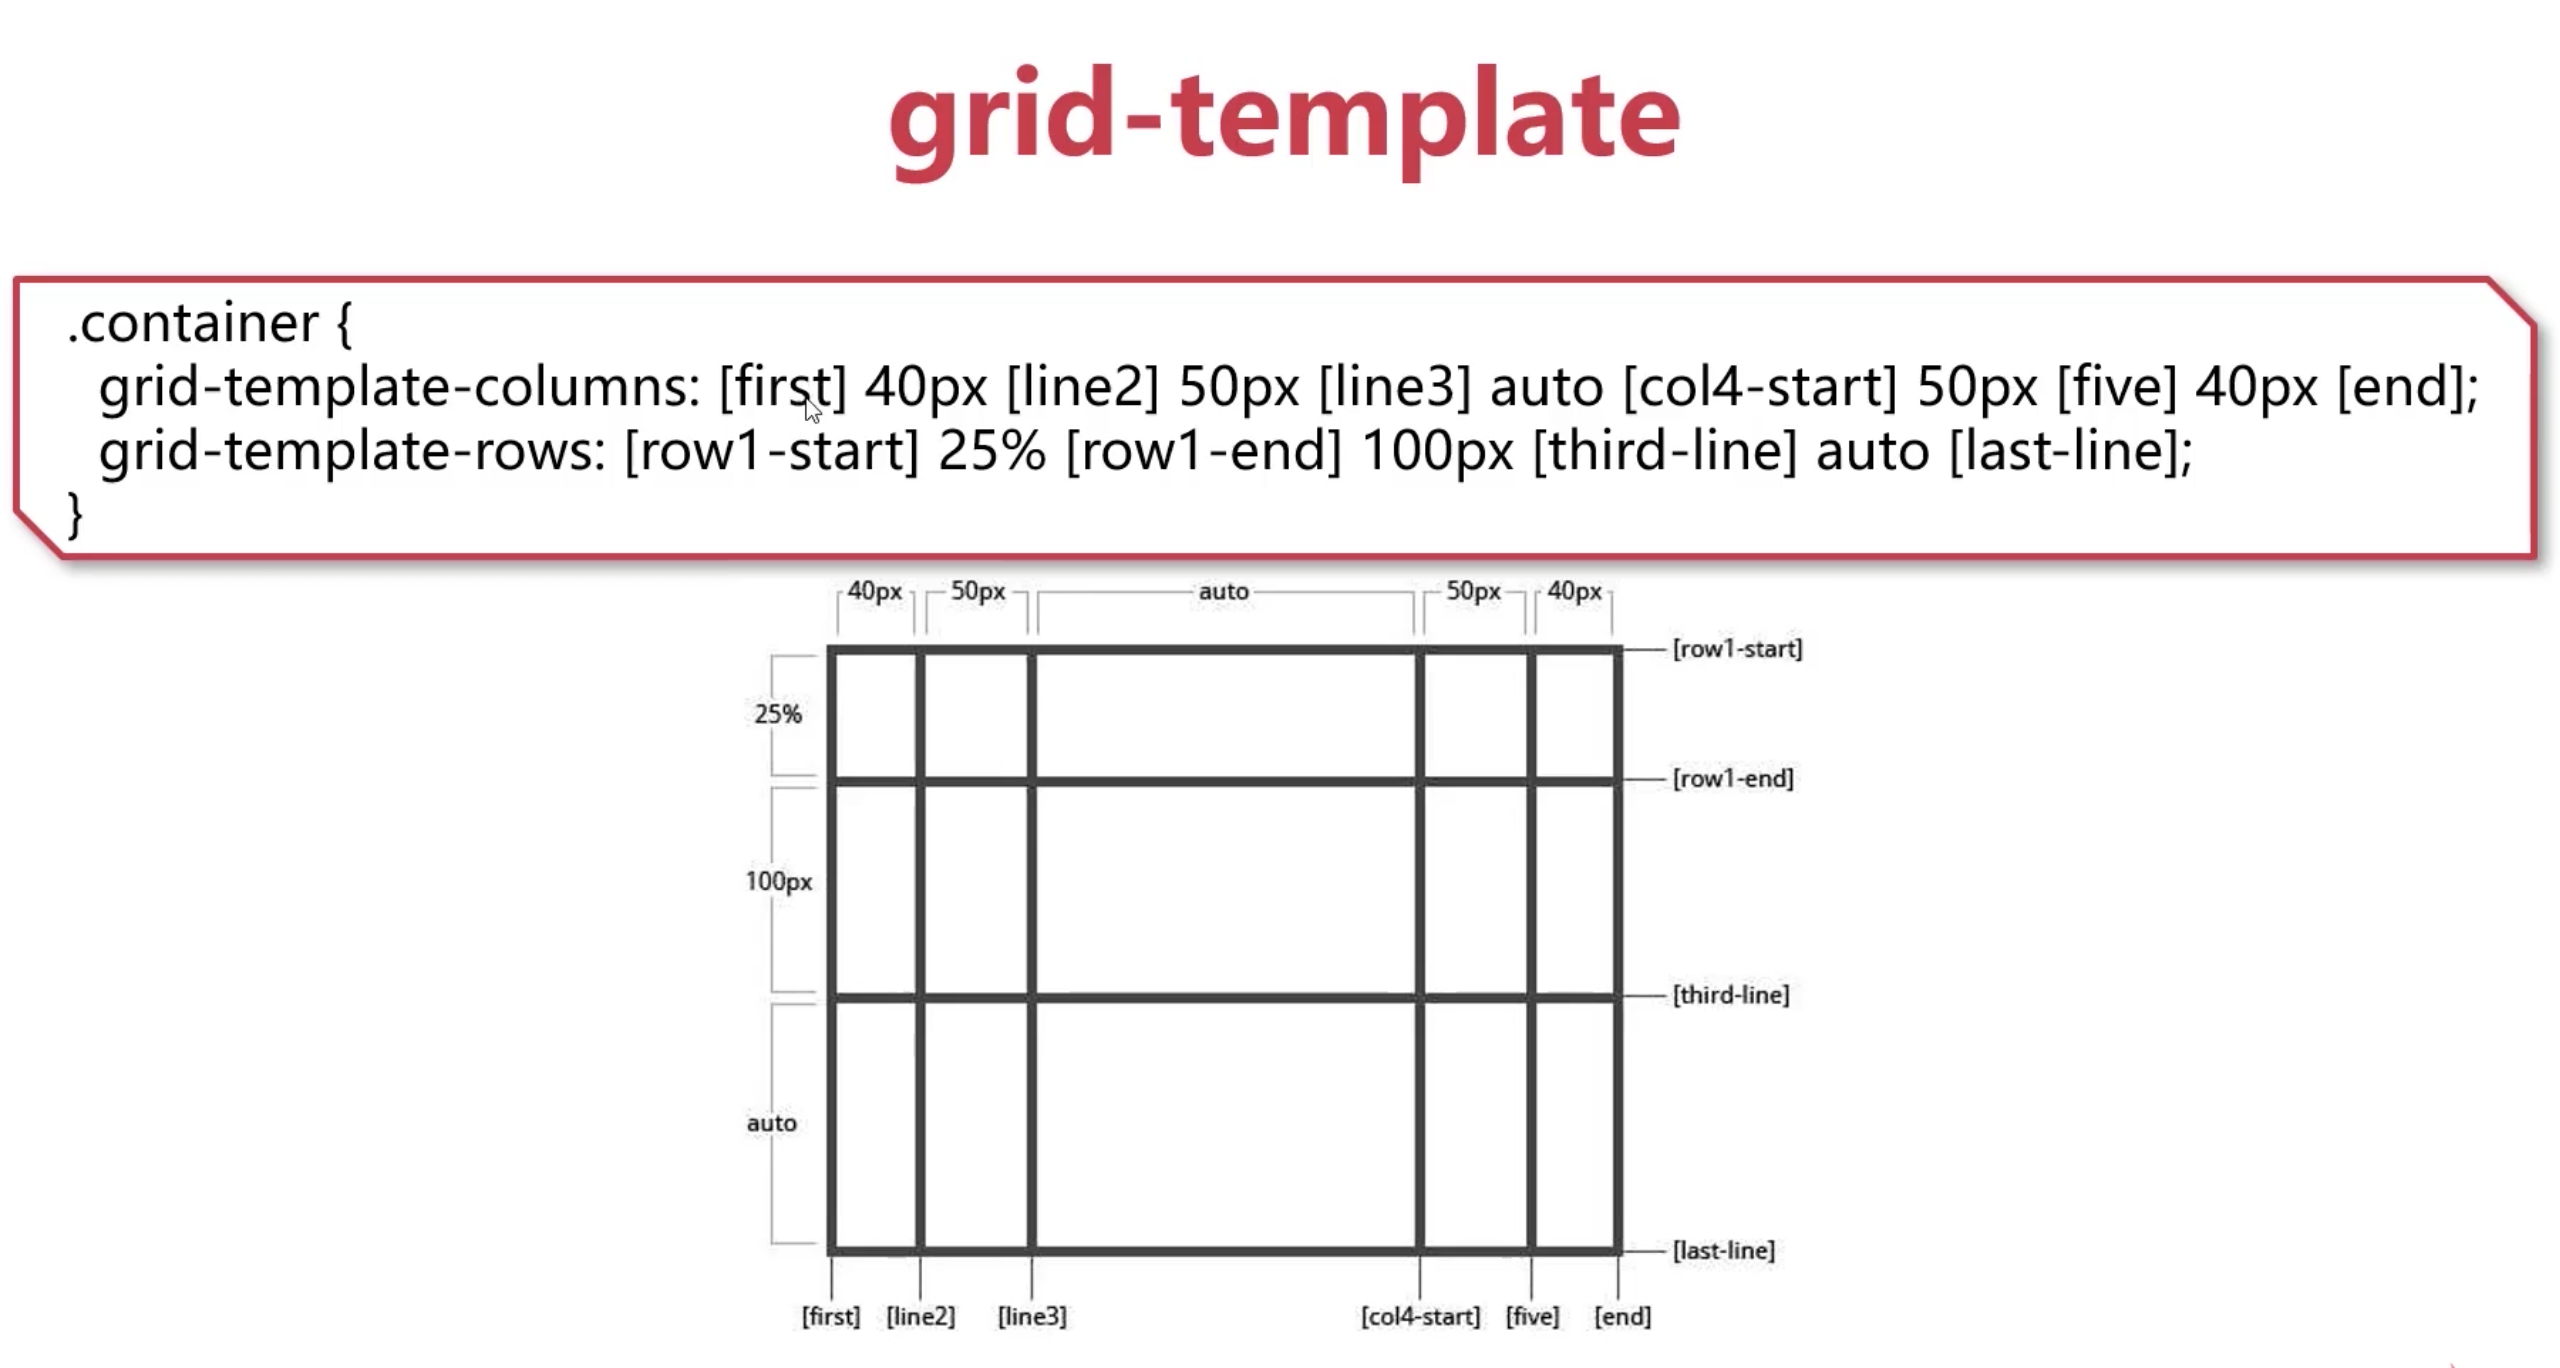 grid-template
.container {
grid-template-columns: [first] 40px [line2] 50px [line3] auto [col4-start] 50px [five] 40px [end];
grid-template-rows: [row1-start] 25% [row1-end] 100px [third-line] auto [last-line];
}
40px 50px auto 50px 40px
[row1-start]
25%
[row1-end]
100px
[third-line]
auto
[last-line]
[first] [line2] [line3] [col4-start] [five] [end]